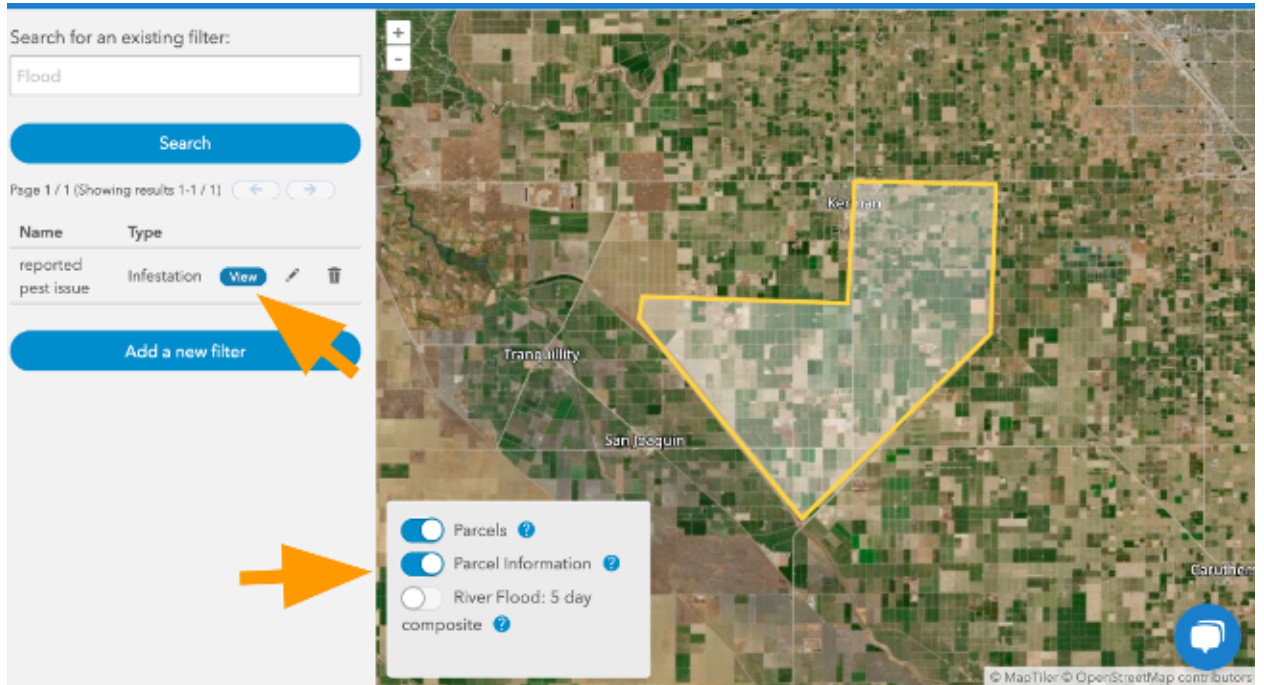 Search for an existing filter:
Flood
Search
Page 1 / 1 (Showing results 1-1 / 1) ← →
Name Type
reported
pest issue
Infestation View
Add a new filter
+
-
Kerman
Tranquillity
San Joaquin
Caruthers
Parcels ?
Parcel Information ?
River Flood: 5 day
composite ?
© MapTiler © OpenStreetMap contributors